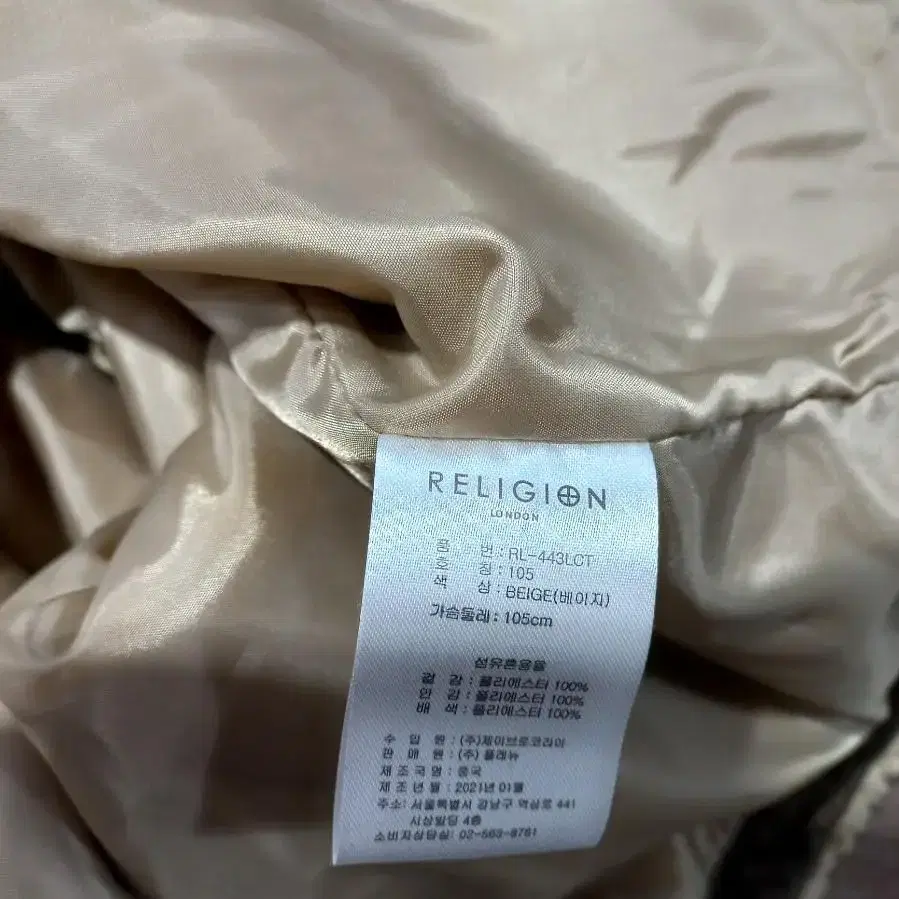 RELIGION
LONDON
품 번 : RL-443LCT
호 칭 : 105
색 상 : BEIGE(베이지)
가슴둘레 : 105cm
섬유혼용율
겉 감 : 폴리에스터 100%
안 감 : 폴리에스터 100%
배 색 : 폴리에스터 100%
수 입 원 : (주)제이브로코리아
판 매 원 : (주) 플레뉴
제 조 국 명 : 중국
제 조 년 월 : 2021년 01월
주소: 서울특별시 강남구 역삼로 441
시상빌딩 4층
소비자상담실: 02-563-8761